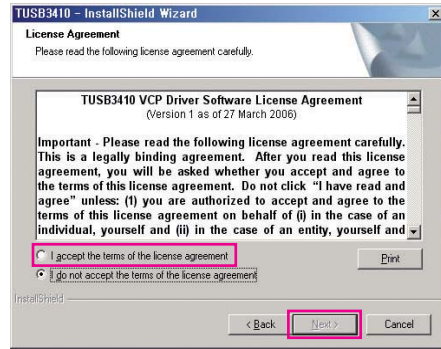 TUSB3410 - InstallShield Wizard
License Agreement
Please read the following license agreement carefully.
TUSB3410 VCP Driver Software License Agreement
(Version 1 as of 27 March 2006)
Important - Please read the following license agreement carefully.
This is a legally binding agreement. After you read this license
agreement, you will be asked whether you accept and agree to
the terms of this license agreement. Do not click “I have read and
agree” unless: (1) you are authorized to accept and agree to the
terms of this license agreement on behalf of (i) in the case of an
individual, yourself and (ii) in the case of an entity, yourself and
I accept the terms of the license agreement
Print
I do not accept the terms of the license agreement
InstallShield
< Back
Next >
Cancel